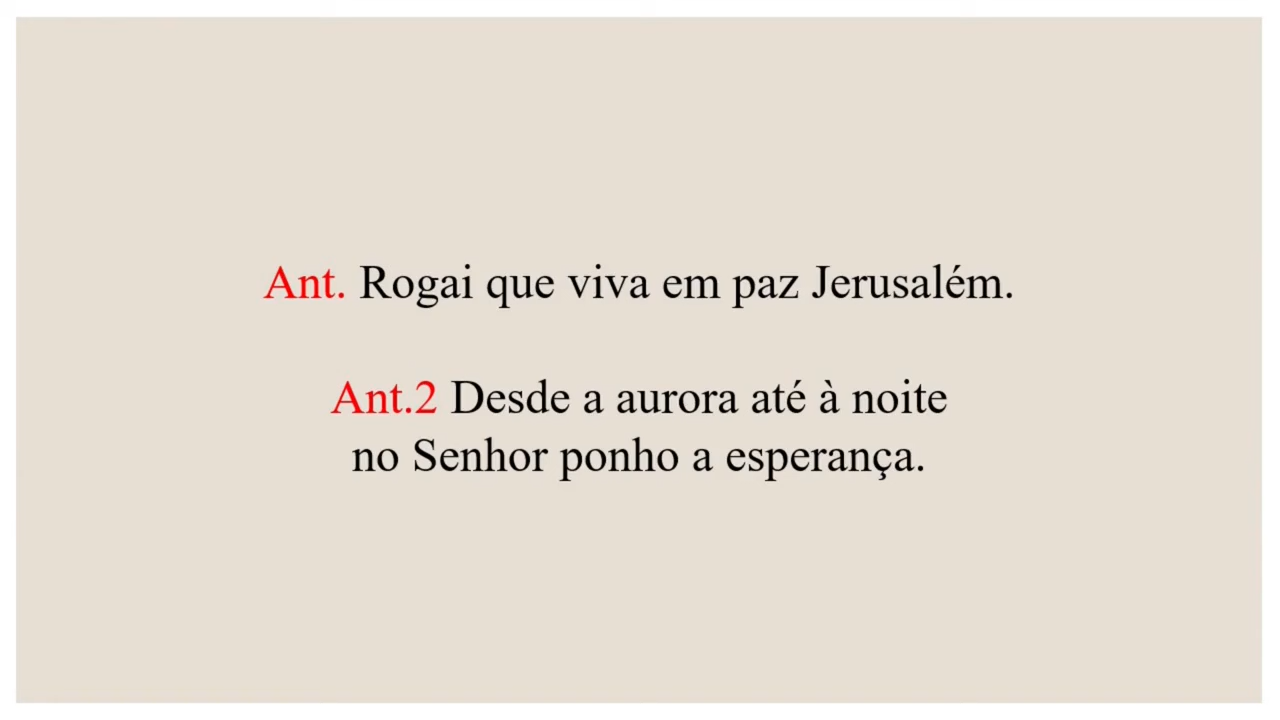 Ant. Rogai que viva em paz Jerusalém.
Ant.2 Desde a aurora até à noite
no Senhor ponho a esperança.